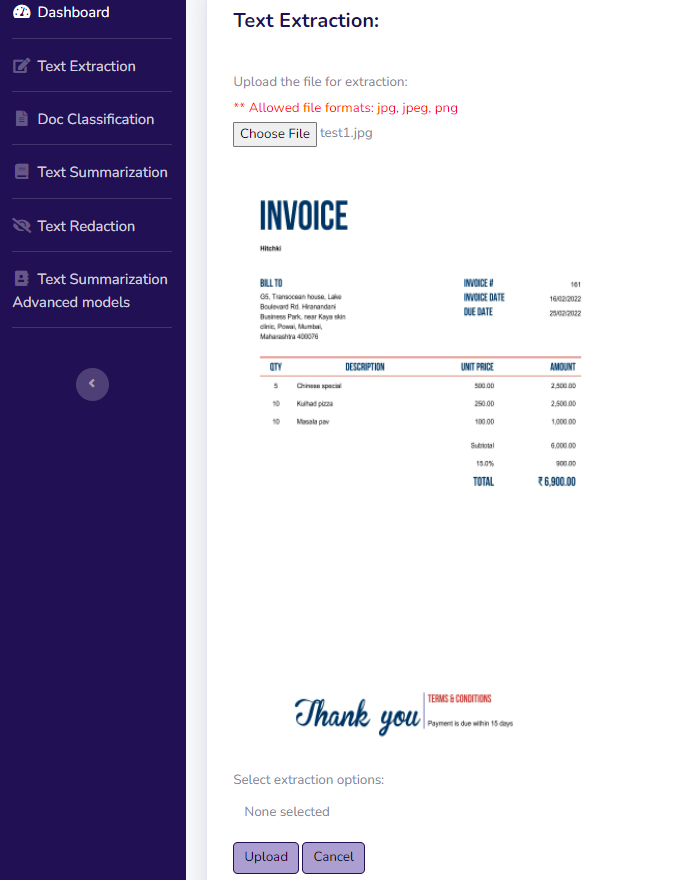 Dashboard
Text Extraction
Doc Classification
Text Summarization
Text Redaction
Text Summarization
Advanced models
Text Extraction:
Upload the file for extraction:
** Allowed file formats: jpg, jpeg, png
Choose File test1.jpg
INVOICE
Hitchki
BILL TO
G5, Transocean house, Lake
Boulevard Rd. Hiranandani
Business Park, near Kaya skin
clinic, Powai, Mumbai,
Maharashtra 400076
INVOICE # 161
INVOICE DATE 16/02/2022
DUE DATE 25/02/2022
QTY DESCRIPTION UNIT PRICE AMOUNT
5 Chinese special 500.00 2,500.00
10 Kulhad pizza 250.00 2,500.00
10 Masala pav 100.00 1,000.00
Subtotal 6,000.00
15.0% 900.00
TOTAL ₹ 6,900.00
Thank you
TERMS & CONDITIONS
Payment is due within 15 days
Select extraction options:
None selected
Upload Cancel